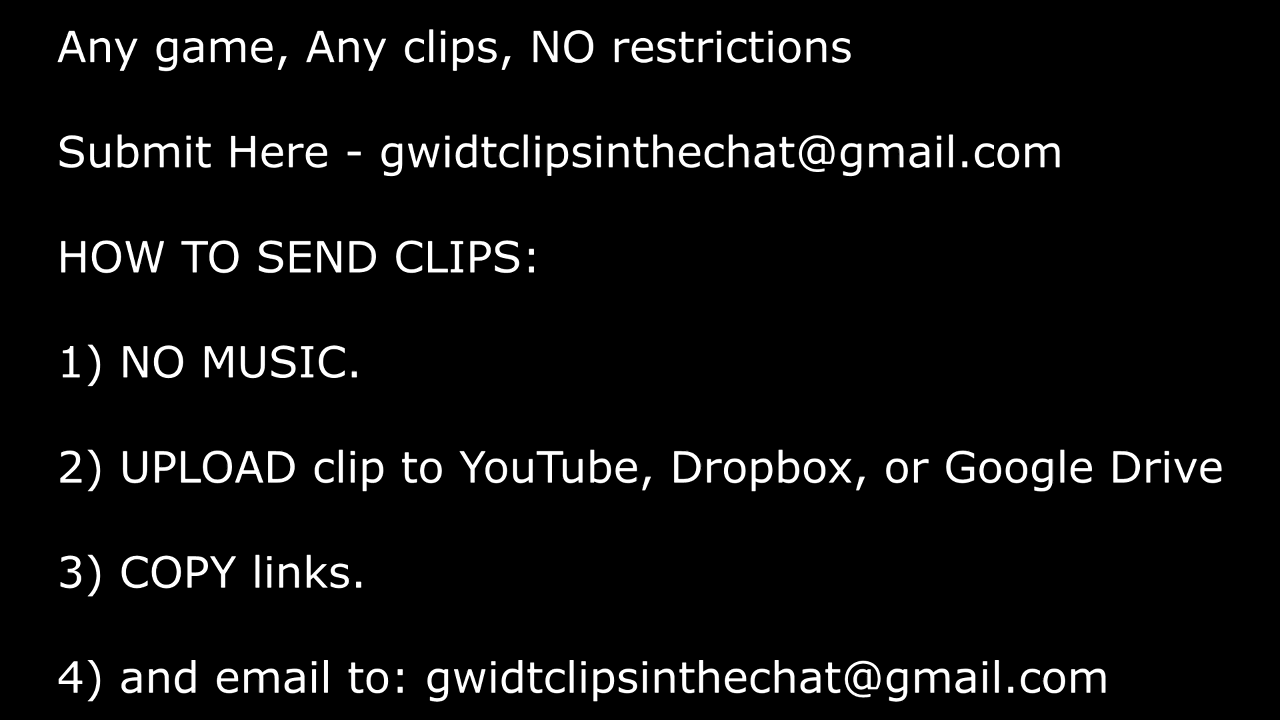 Any game, Any clips, NO restrictions
Submit Here - gwidtclipsinthechat@gmail.com
HOW TO SEND CLIPS:
1) NO MUSIC.
2) UPLOAD clip to YouTube, Dropbox, or Google Drive
3) COPY links.
4) and email to: gwidtclipsinthechat@gmail.com